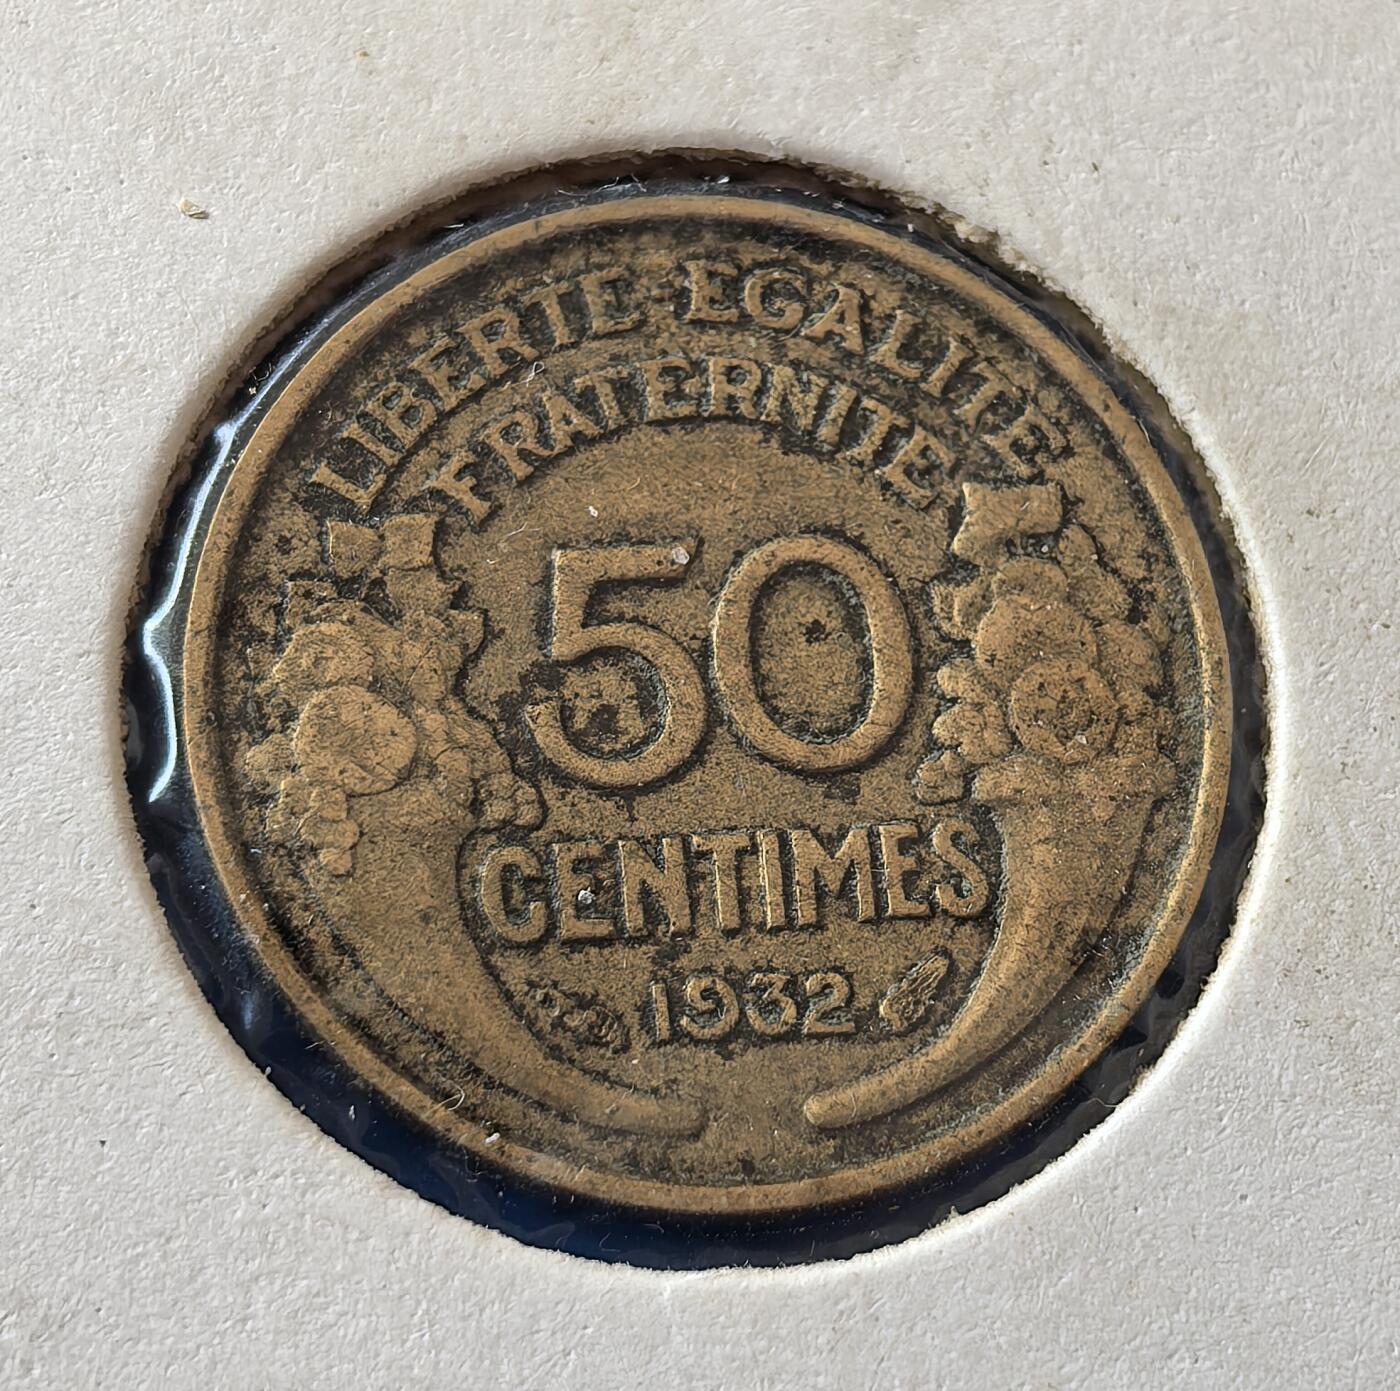 LIBERTE EGALITE
FRATERNITE
50
CENTIMES
1932